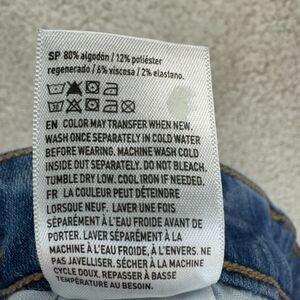 SP 80% algodón / 12% poliéster
regenerado / 6% viscosa / 2% elastano.
EN COLOR MAY TRANSFER WHEN NEW.
WASH ONCE SEPARATELY IN COLD WATER
BEFORE WEARING. MACHINE WASH COLD
INSIDE OUT SEPARATELY. DO NOT BLEACH.
TUMBLE DRY LOW. COOL IRON IF NEEDED.
FR LA COULEUR PEUT DÉTEINDRE
LORSQUE NEUF. LAVER UNE FOIS
SÉPARÉMENT À L'EAU FROIDE AVANT DE
PORTER. LAVER SÉPARÉMENT À LA
MACHINE À L'EAU FROIDE, À L'ENVERS. NE
PAS JAVELLISER. SÉCHER À LA MACHINE
CYCLE DOUX. REPASSER À BASSE
TEMPÉRATURE AU BESOIN.